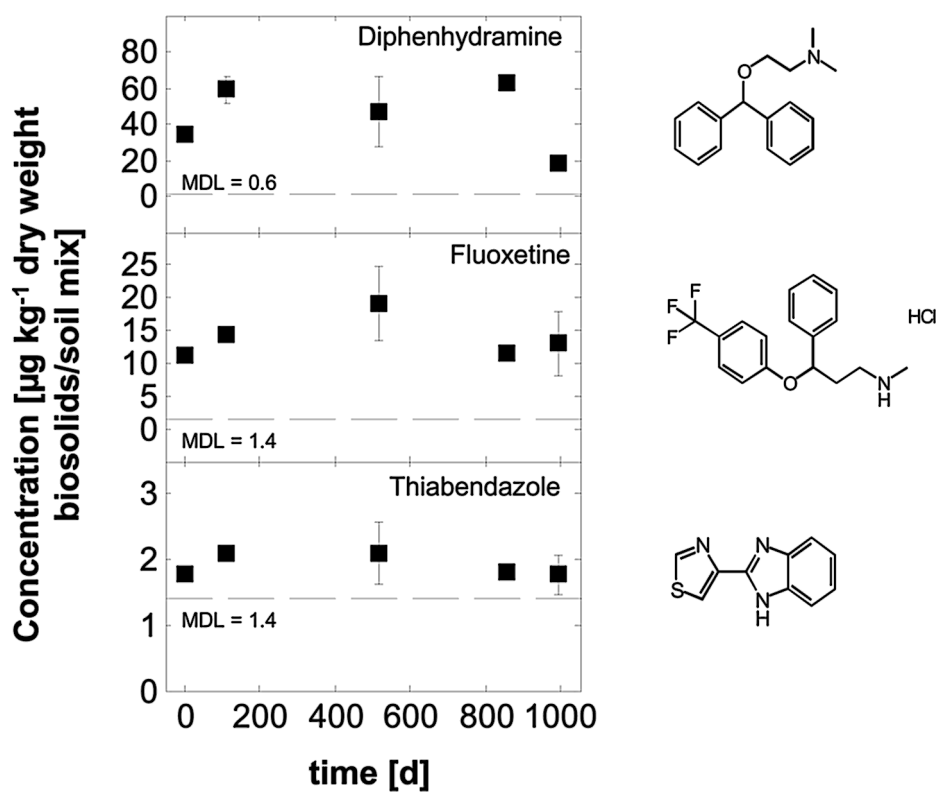 Concentration [µg kg⁻¹ dry weight
biosolids/soil mix]
Diphenhydramine
80
60
40
20
0
MDL = 0.6
O
N
Fluoxetine
25
20
15
10
5
0
MDL = 1.4
F
F
F
O
N
H
HCl
Thiabendazole
3
2
1
0
MDL = 1.4
N
S
N
N
H
0 200 400 600 800 1000
time [d]